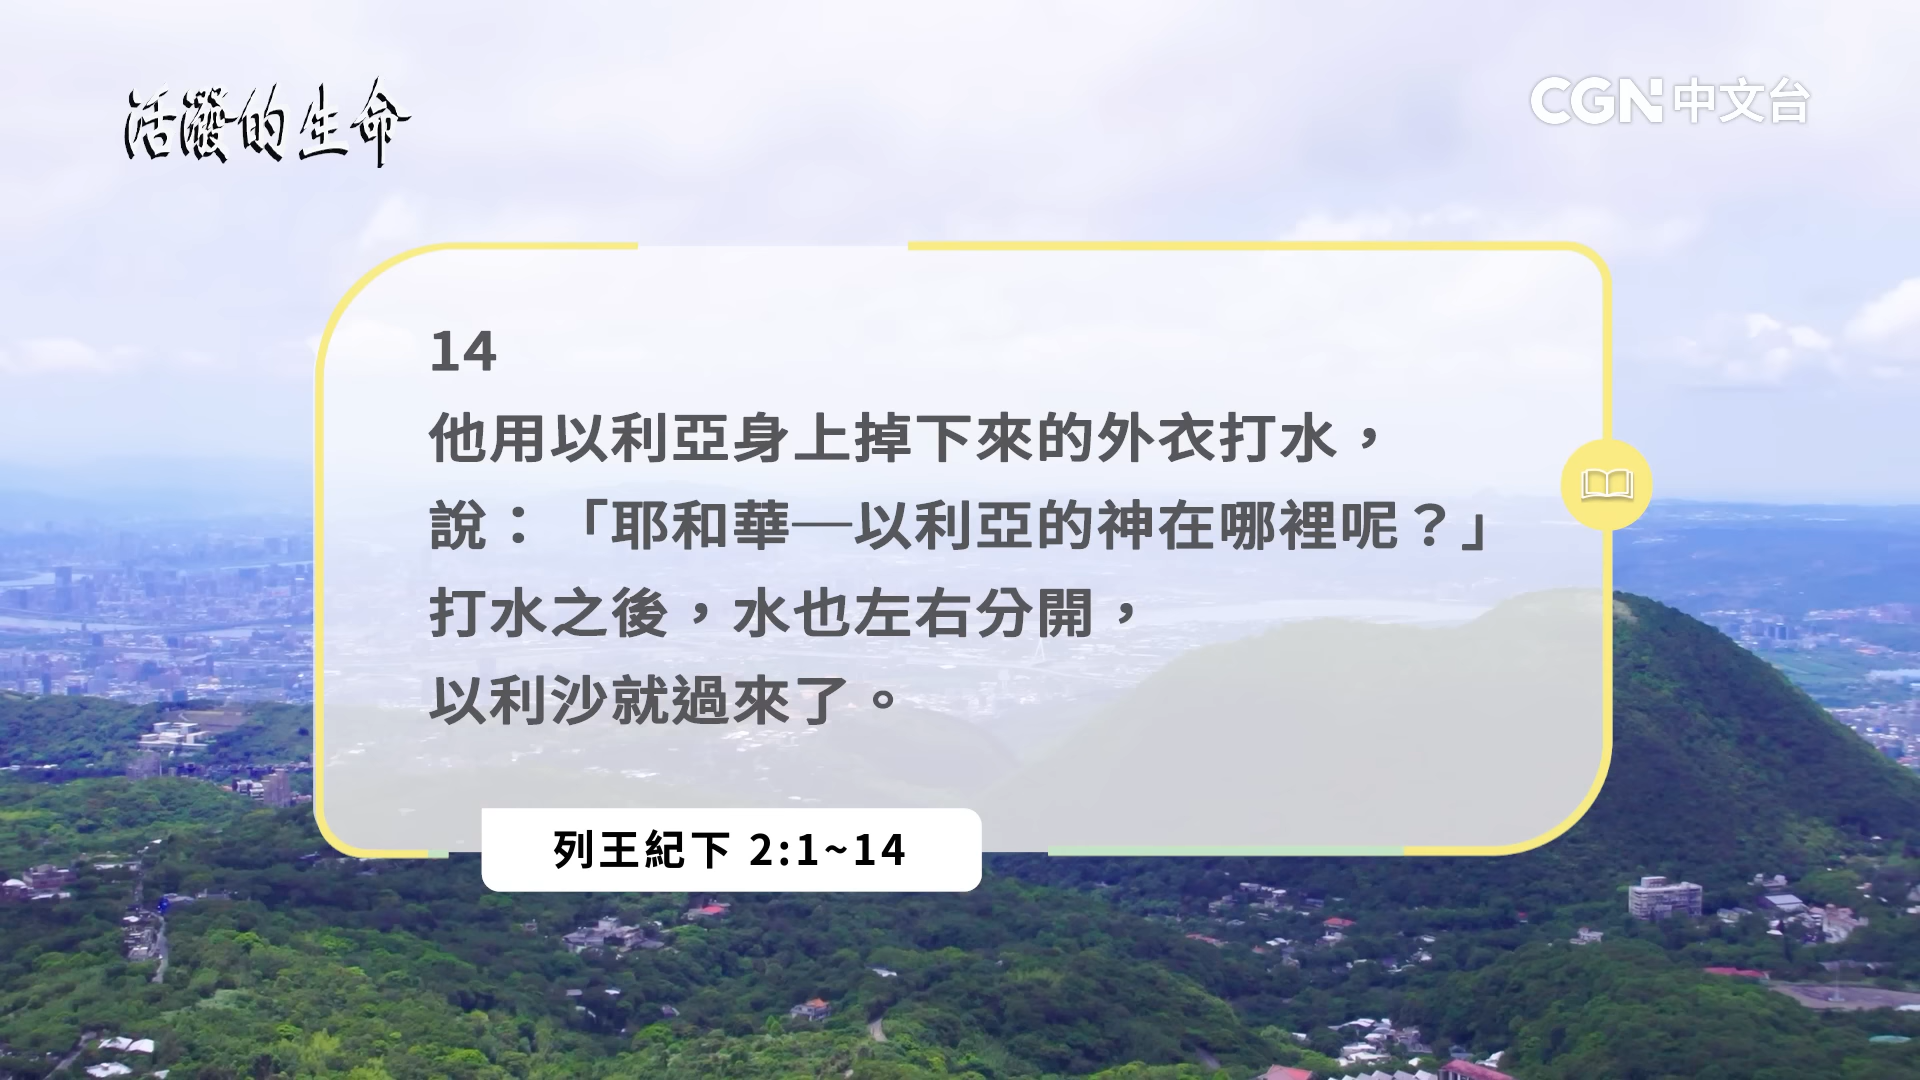 活潑的生命
CGN中文台
14
他用以利亞身上掉下來的外衣打水，
說：「耶和華─以利亞的神在哪裡呢？」
打水之後，水也左右分開，
以利沙就過來了。
列王紀下 2:1~14